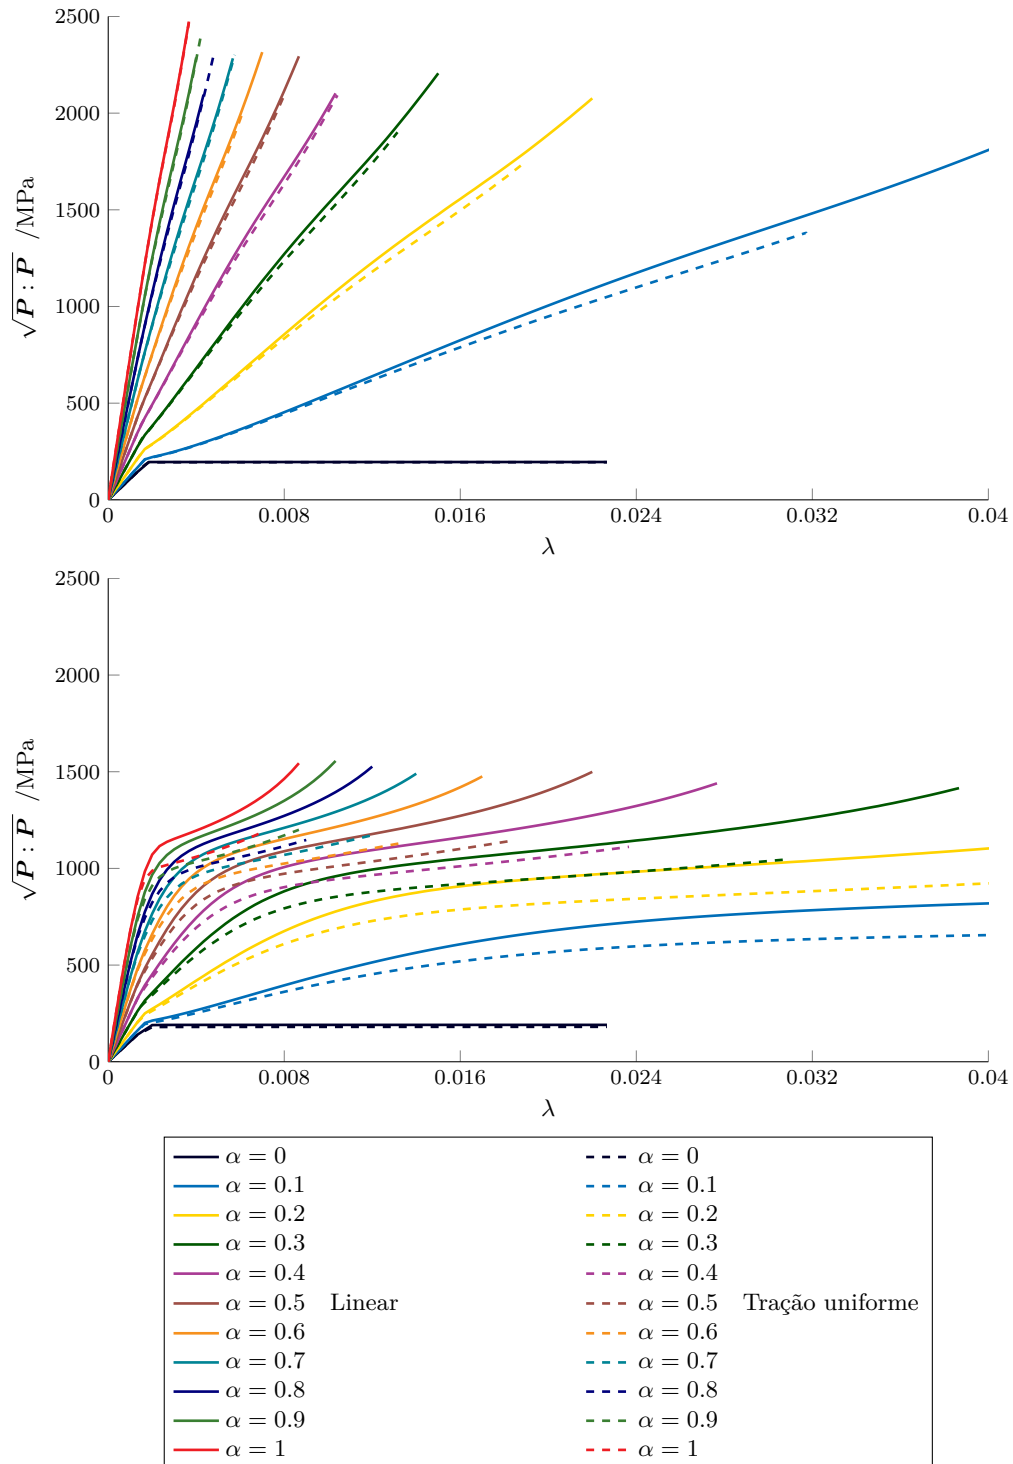 2500
2000
1500
1000
500
0
√P : P /MPa
0 0.008 0.016 0.024 0.032 0.04
λ
2500
2000
1500
1000
500
0
√P : P /MPa
0 0.008 0.016 0.024 0.032 0.04
λ
α = 0 α = 0
α = 0.1 α = 0.1
α = 0.2 α = 0.2
α = 0.3 α = 0.3
α = 0.4 α = 0.4
α = 0.5 Linear α = 0.5 Tração uniforme
α = 0.6 α = 0.6
α = 0.7 α = 0.7
α = 0.8 α = 0.8
α = 0.9 α = 0.9
α = 1 α = 1